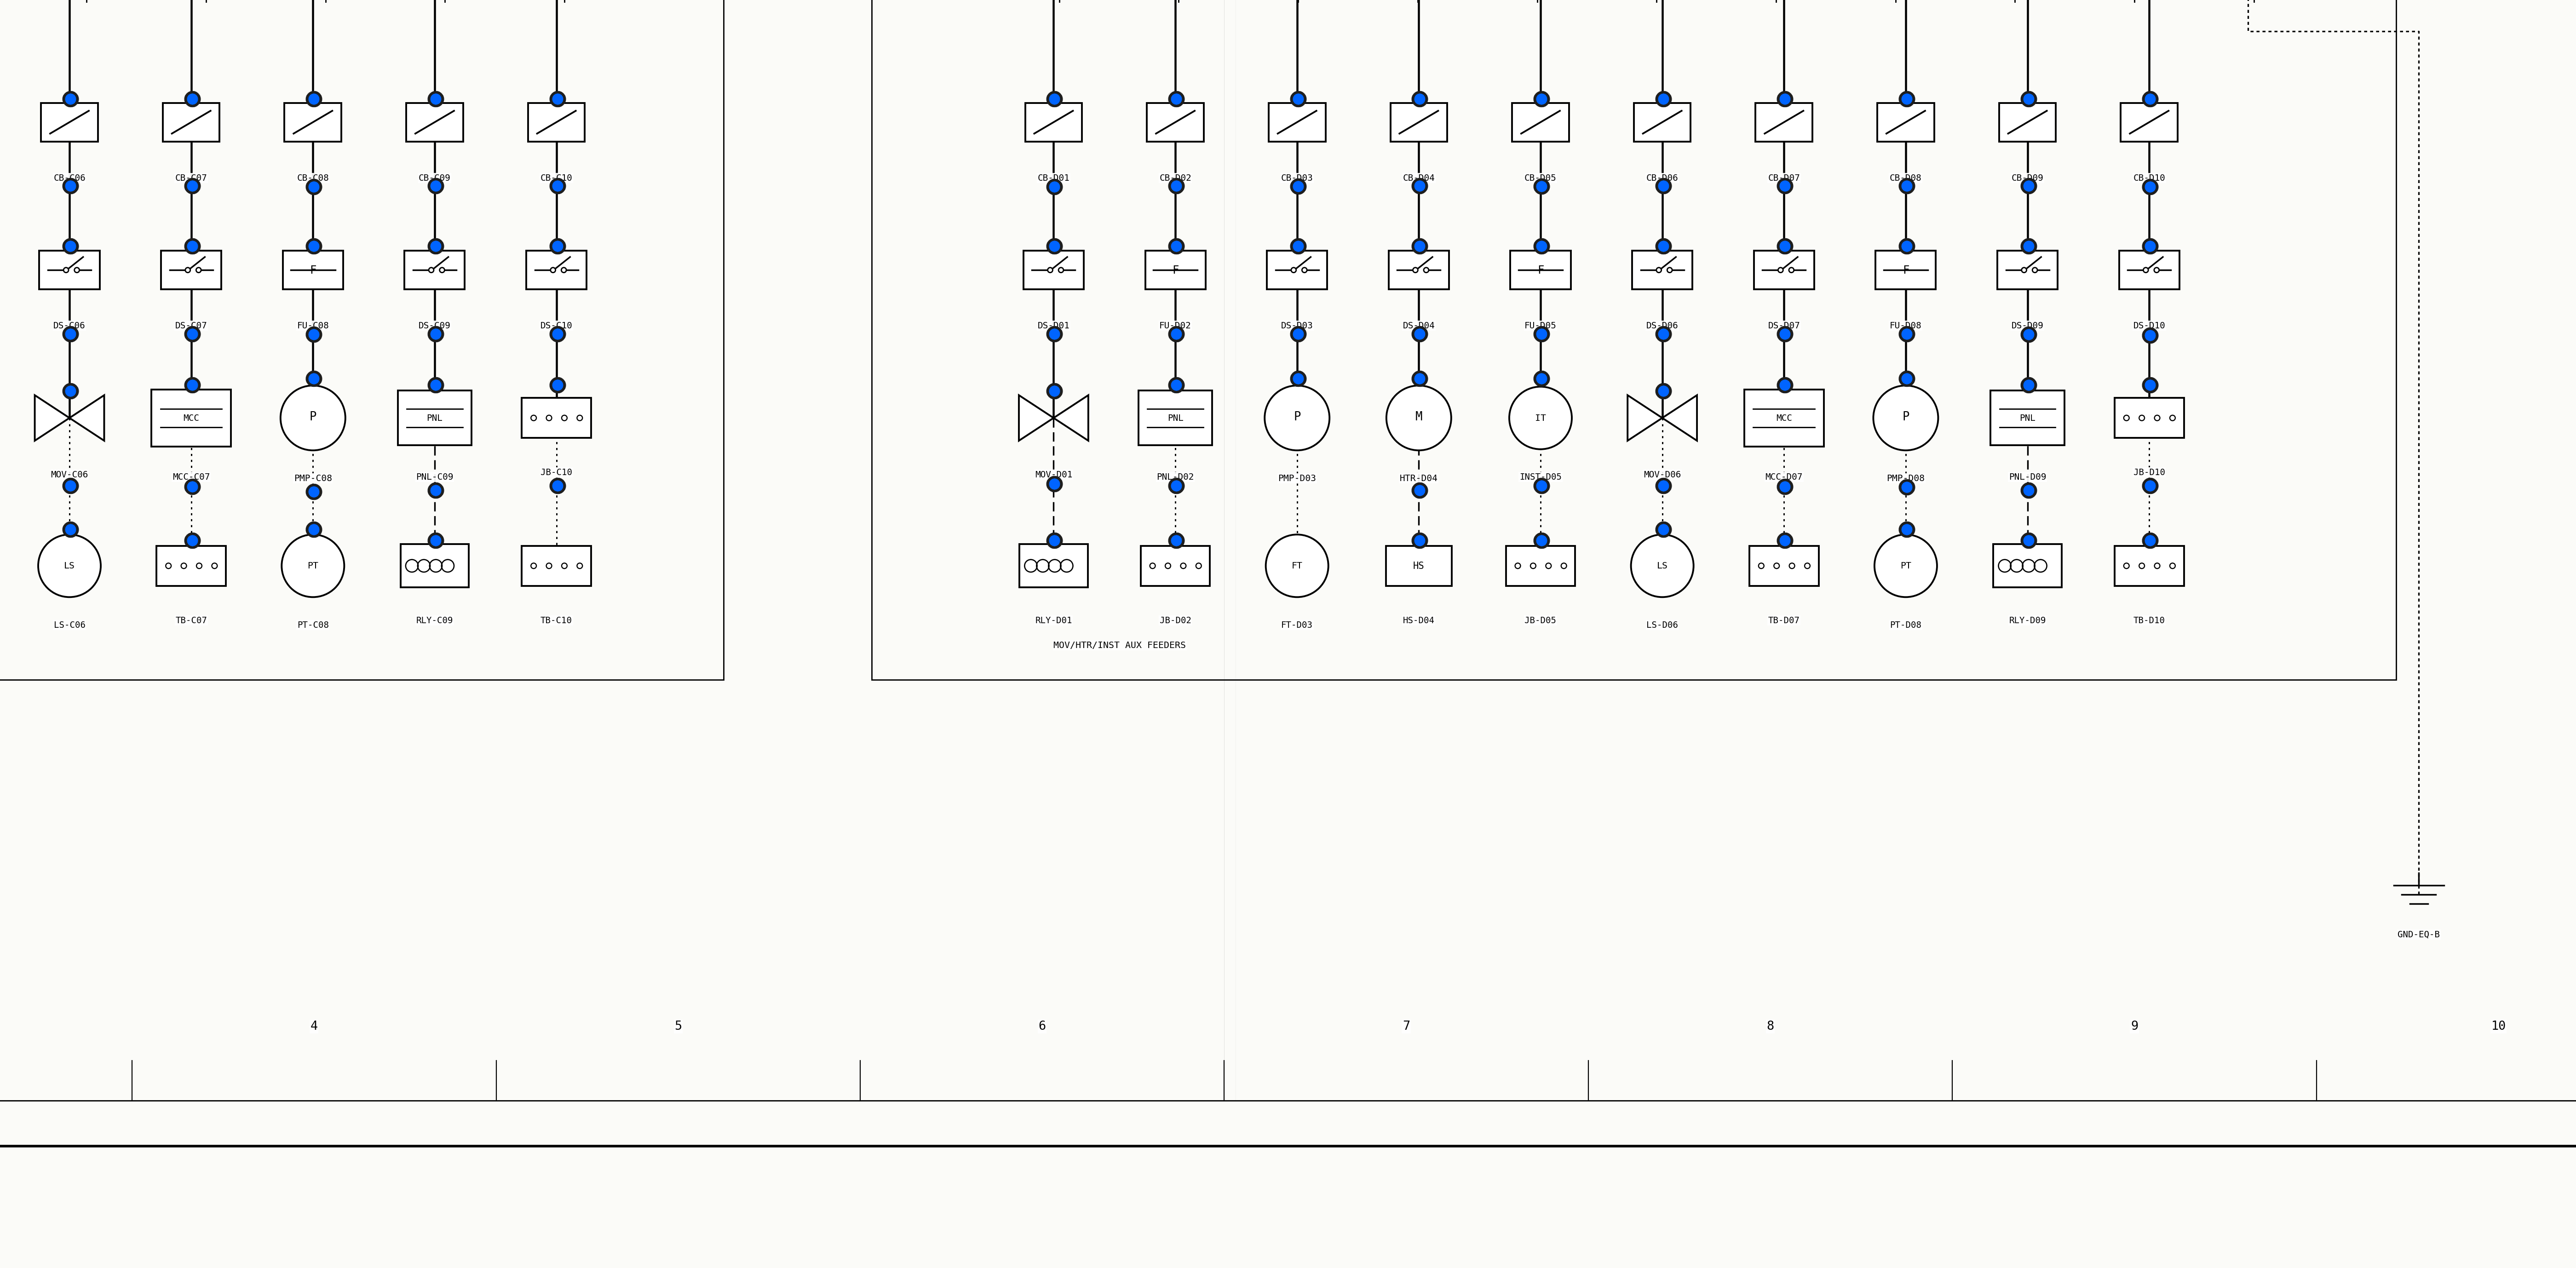 CB-C06 CB-C07 CB-C08 CB-C09 CB-C10 CB-D01 CB-D02 CB-D03 CB-D04 CB-D05 CB-D06 CB-D07 CB-D08 CB-D09 CB-D10
F F F F
DS-C06 DS-C07 FU-C08 DS-C09 DS-C10 DS-D01 FU-D02 DS-D03 DS-D04 FU-D05 DS-D06 DS-D07 FU-D08 DS-D09 DS-D10
MCC P PNL PNL P M IT MCC P PNL
MOV-C06 MCC-C07 PMP-C08 PNL-C09 JB-C10 MOV-D01 PNL-D02 PMP-D03 HTR-D04 INST-D05 MOV-D06 MCC-D07 PMP-D08 PNL-D09 JB-D10
LS PT FT HS LS PT
LS-C06 TB-C07 PT-C08 RLY-C09 TB-C10 RLY-D01 JB-D02 FT-D03 HS-D04 JB-D05 LS-D06 TB-D07 PT-D08 RLY-D09 TB-D10
MOV/HTR/INST AUX FEEDERS
GND-EQ-B
4 5 6 7 8 9 10